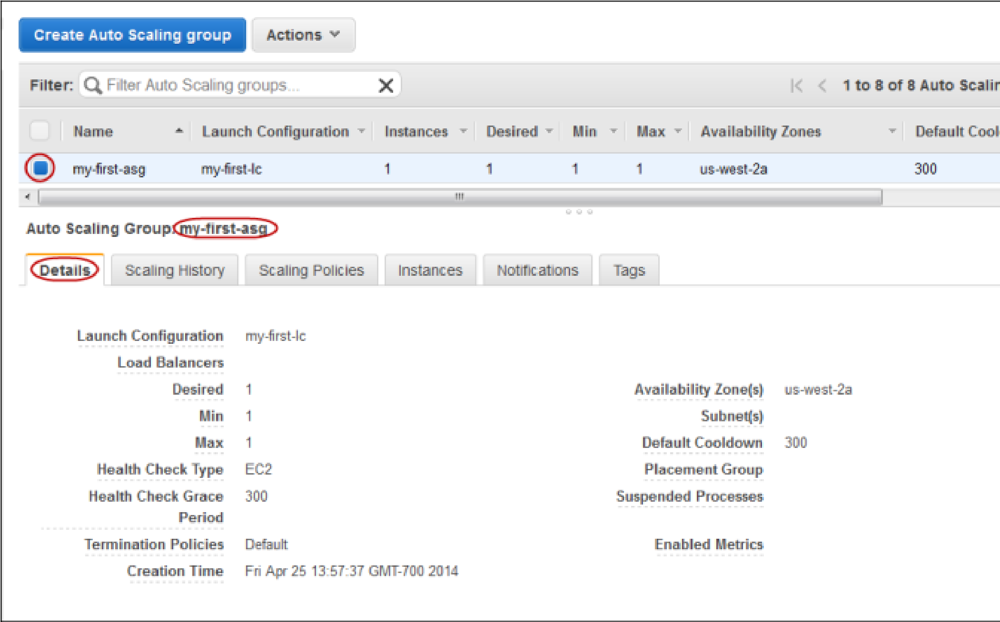 Create Auto Scaling group Actions
Filter: Filter Auto Scaling groups... 1 to 8 of 8 Auto Scalin
Name Launch Configuration Instances Desired Min Max Availability Zones Default Cool
my-first-asg my-first-lc 1 1 1 1 us-west-2a 300
Auto Scaling Group: my-first-asg
Details Scaling History Scaling Policies Instances Notifications Tags
Launch Configuration my-first-lc
Load Balancers
Desired 1 Availability Zone(s) us-west-2a
Min 1 Subnet(s)
Max 1 Default Cooldown 300
Health Check Type EC2 Placement Group
Health Check Grace 300 Suspended Processes
Period
Termination Policies Default Enabled Metrics
Creation Time Fri Apr 25 13:57:37 GMT-700 2014